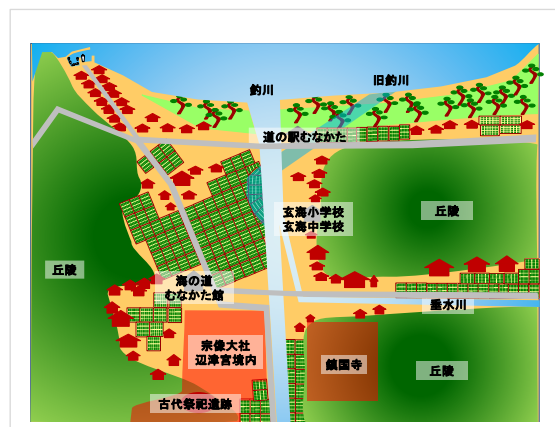 釣川
旧釣川
道の駅むなかた
玄海小学校
玄海中学校
丘陵
丘陵
海の道
むなかた館
垂水川
宗像大社
辺津宮境内
鎮国寺
丘陵
古代祭祀遺跡